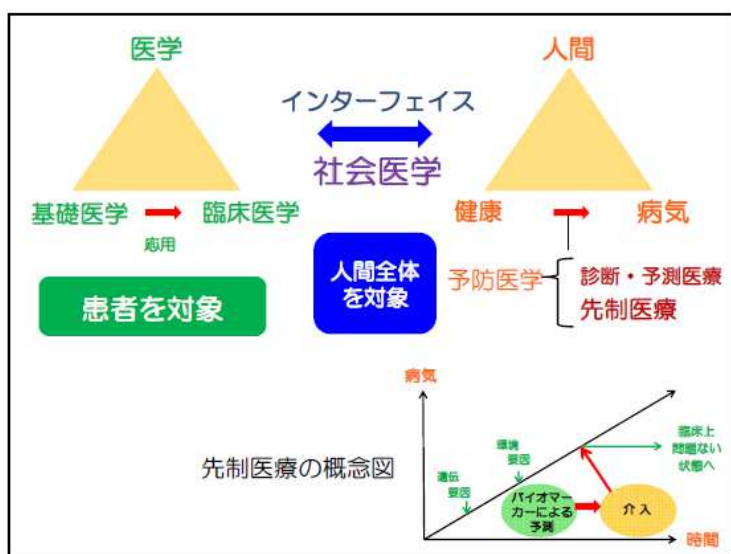 医学
人間
インターフェイス
社会医学
基礎医学
臨床医学
応用
健康
病気
患者を対象
人間全体
を対象
予防医学
診断・予測医療
先制医療
先制医療の概念図
病気
遺伝
要因
環境
要因
バイオマー
カーによる
予測
介入
臨床上
問題ない
状態へ
時間